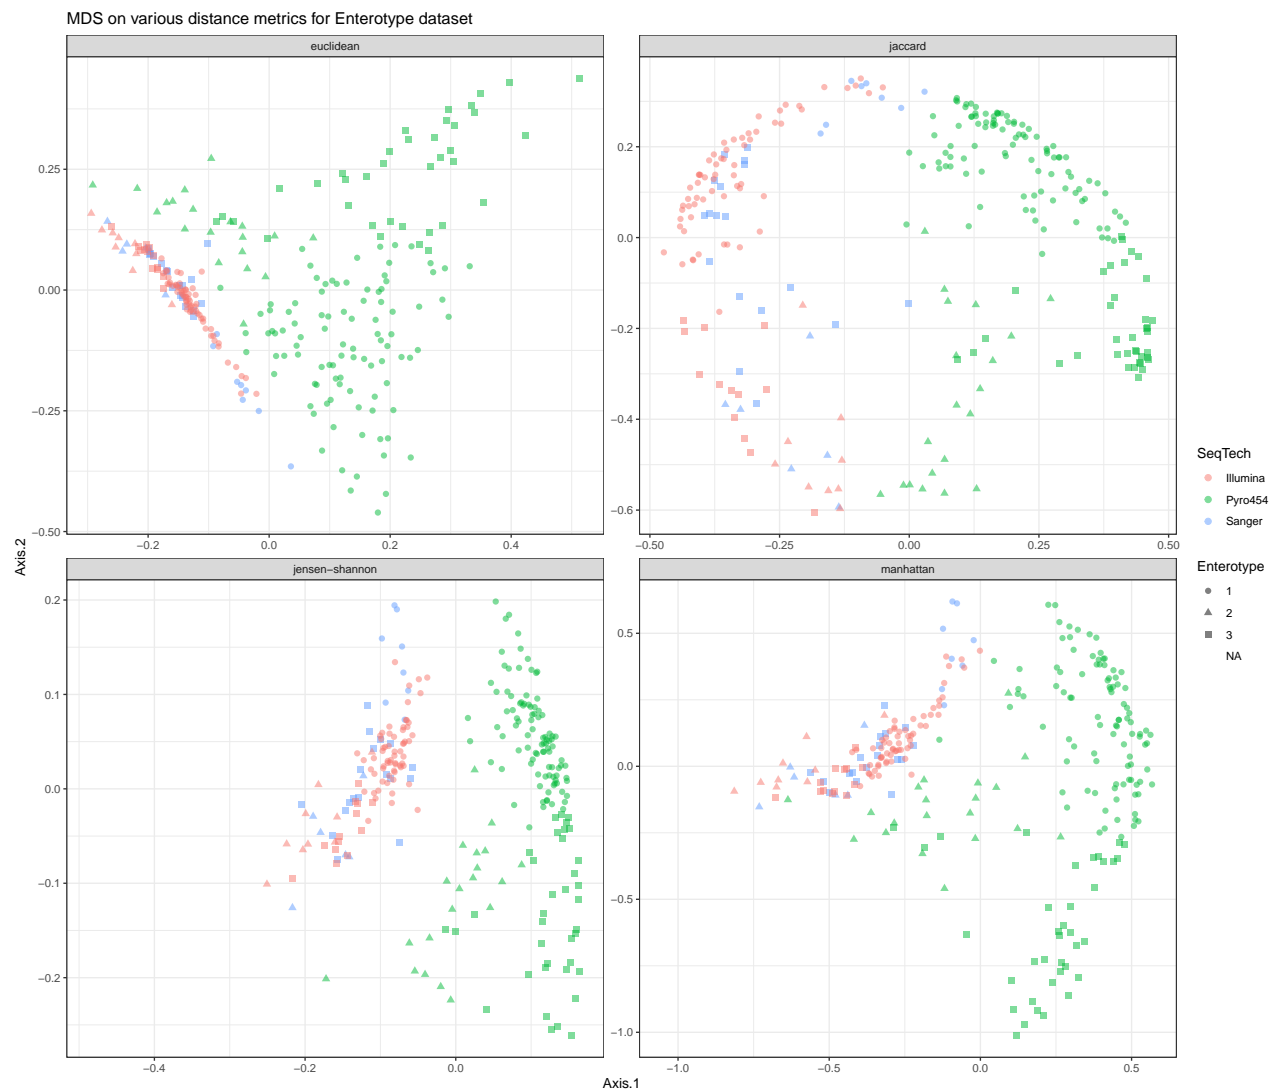 MDS on various distance metrics for Enterotype dataset
euclidean
jaccard
0.25
0.00
−0.25
−0.50
−0.2
0.0
0.2
0.4
0.2
0.0
−0.2
−0.4
−0.6
−0.50
−0.25
0.00
0.25
0.50
jensen−shannon
manhattan
0.2
0.1
0.0
−0.1
−0.2
−0.4
−0.2
0.0
0.5
0.0
−0.5
−1.0
−1.0
−0.5
0.0
0.5
Axis.2
Axis.1
SeqTech
Illumina
Pyro454
Sanger
Enterotype
1
2
3
NA